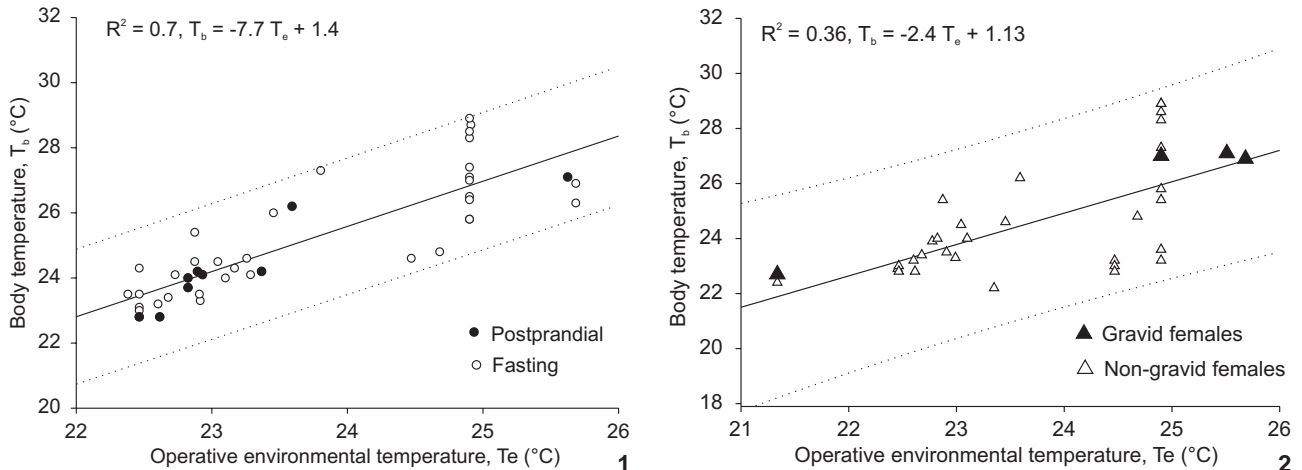 R² = 0.7, T_b = -7.7 T_e + 1.4
Body temperature, T_b (°C)
32
30
28
26
24
22
20
Postprandial
Fasting
22 23 24 25 26
Operative environmental temperature, Te (°C)
1
R² = 0.36, T_b = -2.4 T_e + 1.13
Body temperature, T_b (°C)
32
30
28
26
24
22
20
18
Gravid females
Non-gravid females
21 22 23 24 25 26
Operative environmental temperature, Te (°C)
2